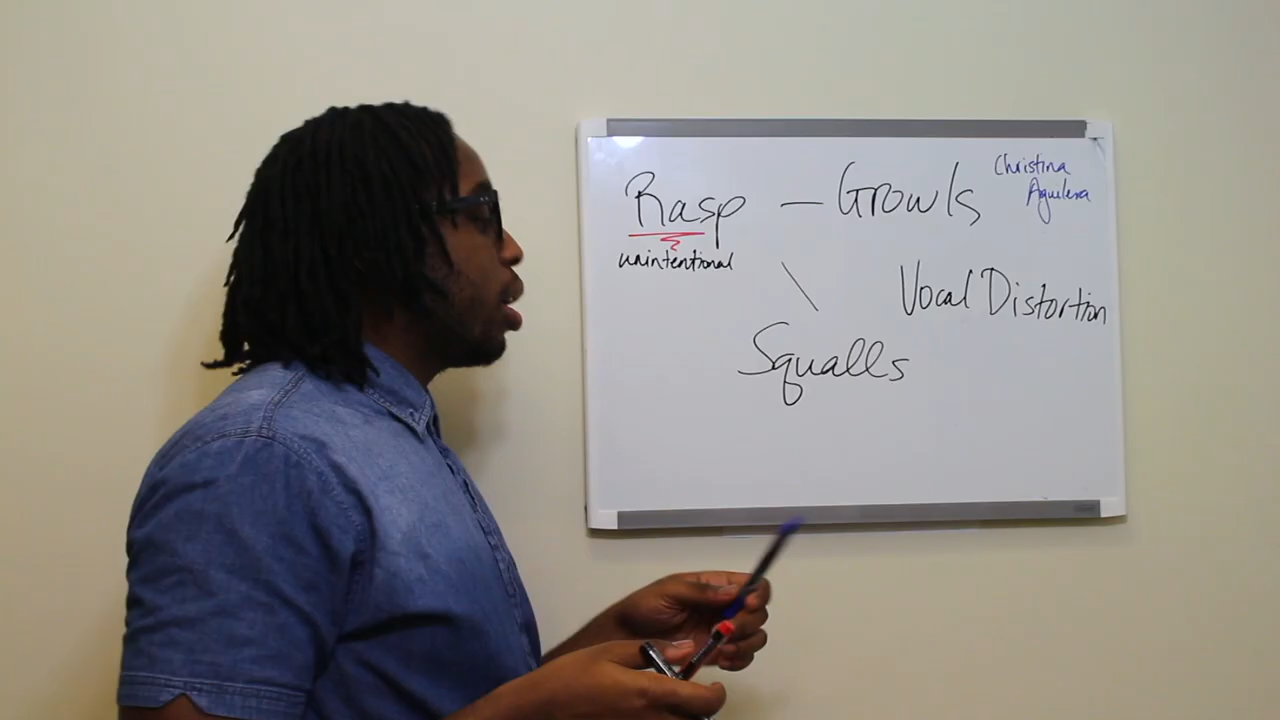 Rasp — Growls
Christina
Aguilera
unintentional
Vocal Distortion
Squalls